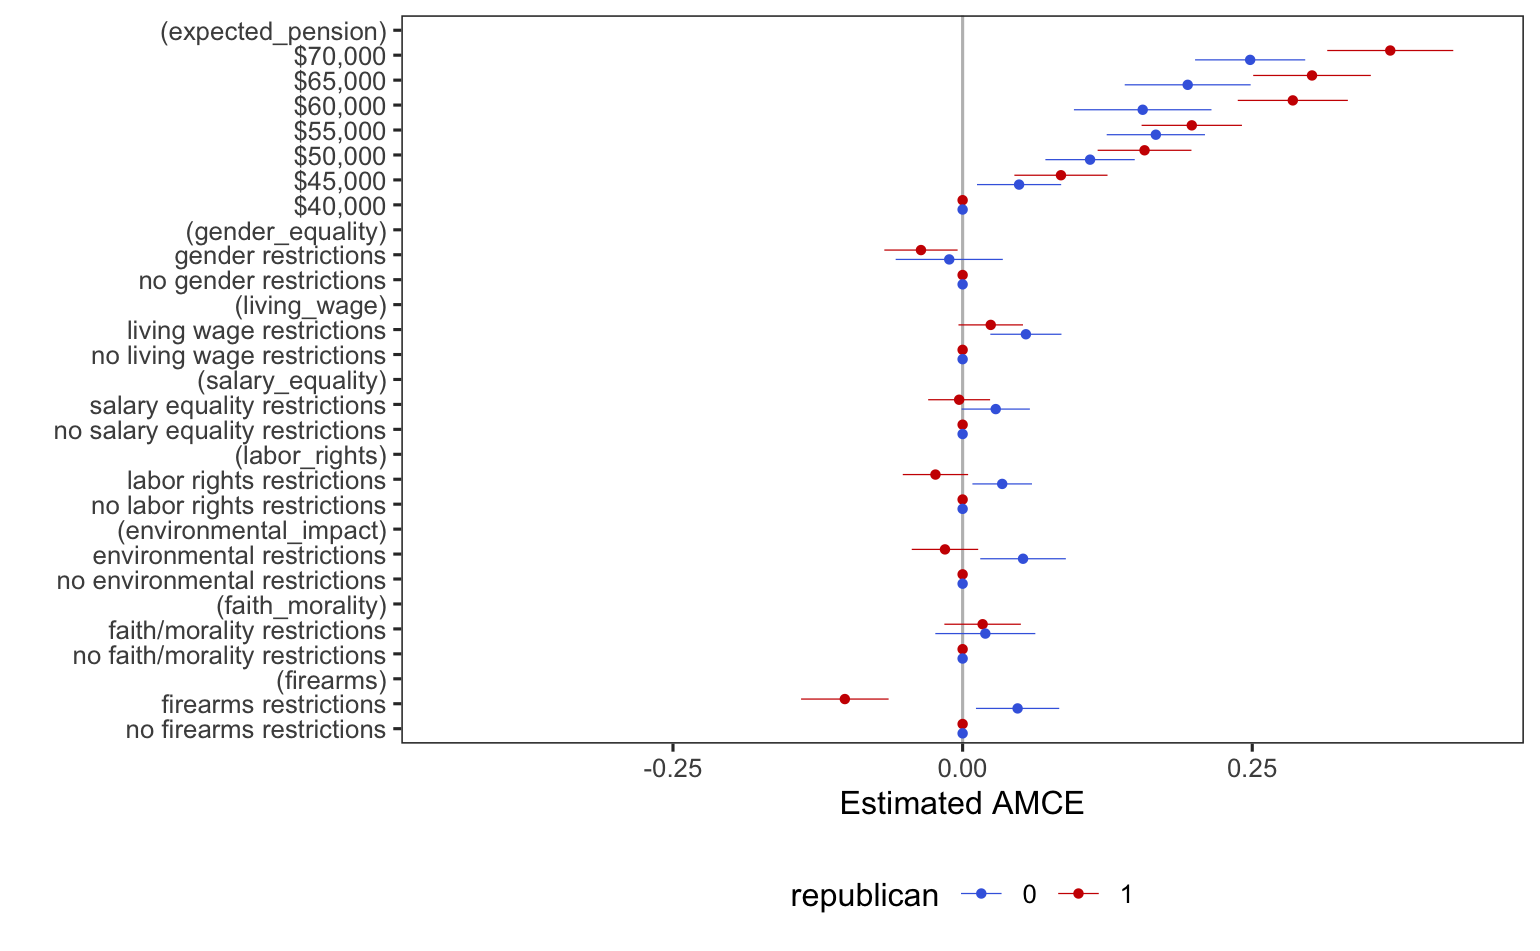 (expected_pension)
$70,000
$65,000
$60,000
$55,000
$50,000
$45,000
$40,000
(gender_equality)
gender restrictions
no gender restrictions
(living_wage)
living wage restrictions
no living wage restrictions
(salary_equality)
salary equality restrictions
no salary equality restrictions
(labor_rights)
labor rights restrictions
no labor rights restrictions
(environmental_impact)
environmental restrictions
no environmental restrictions
(faith_morality)
faith/morality restrictions
no faith/morality restrictions
(firearms)
firearms restrictions
no firearms restrictions
-0.25 0.00 0.25
Estimated AMCE
republican 0 1